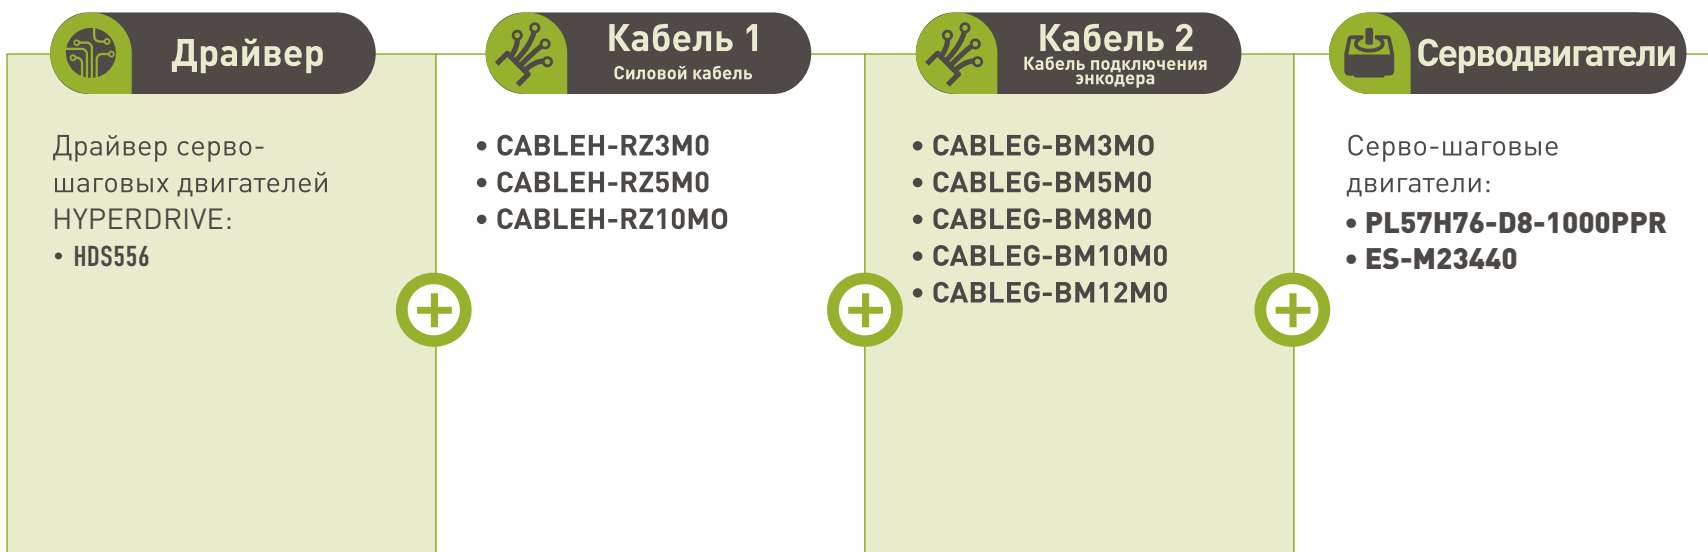 Драйвер
Драйвер серво-
шаговых двигателей
HYPERDRIVE:
• HDS556
Кабель 1
Силовой кабель
• CABLEH-RZ3M0
• CABLEH-RZ5M0
• CABLEH-RZ10MO
Кабель 2
Кабель подключения
энкодера
• CABLEG-BM3MO
• CABLEG-BM5M0
• CABLEG-BM8M0
• CABLEG-BM10M0
• CABLEG-BM12M0
Серводвигатели
Серво-шаговые
двигатели:
• PL57H76-D8-1000PPR
• ES-M23440